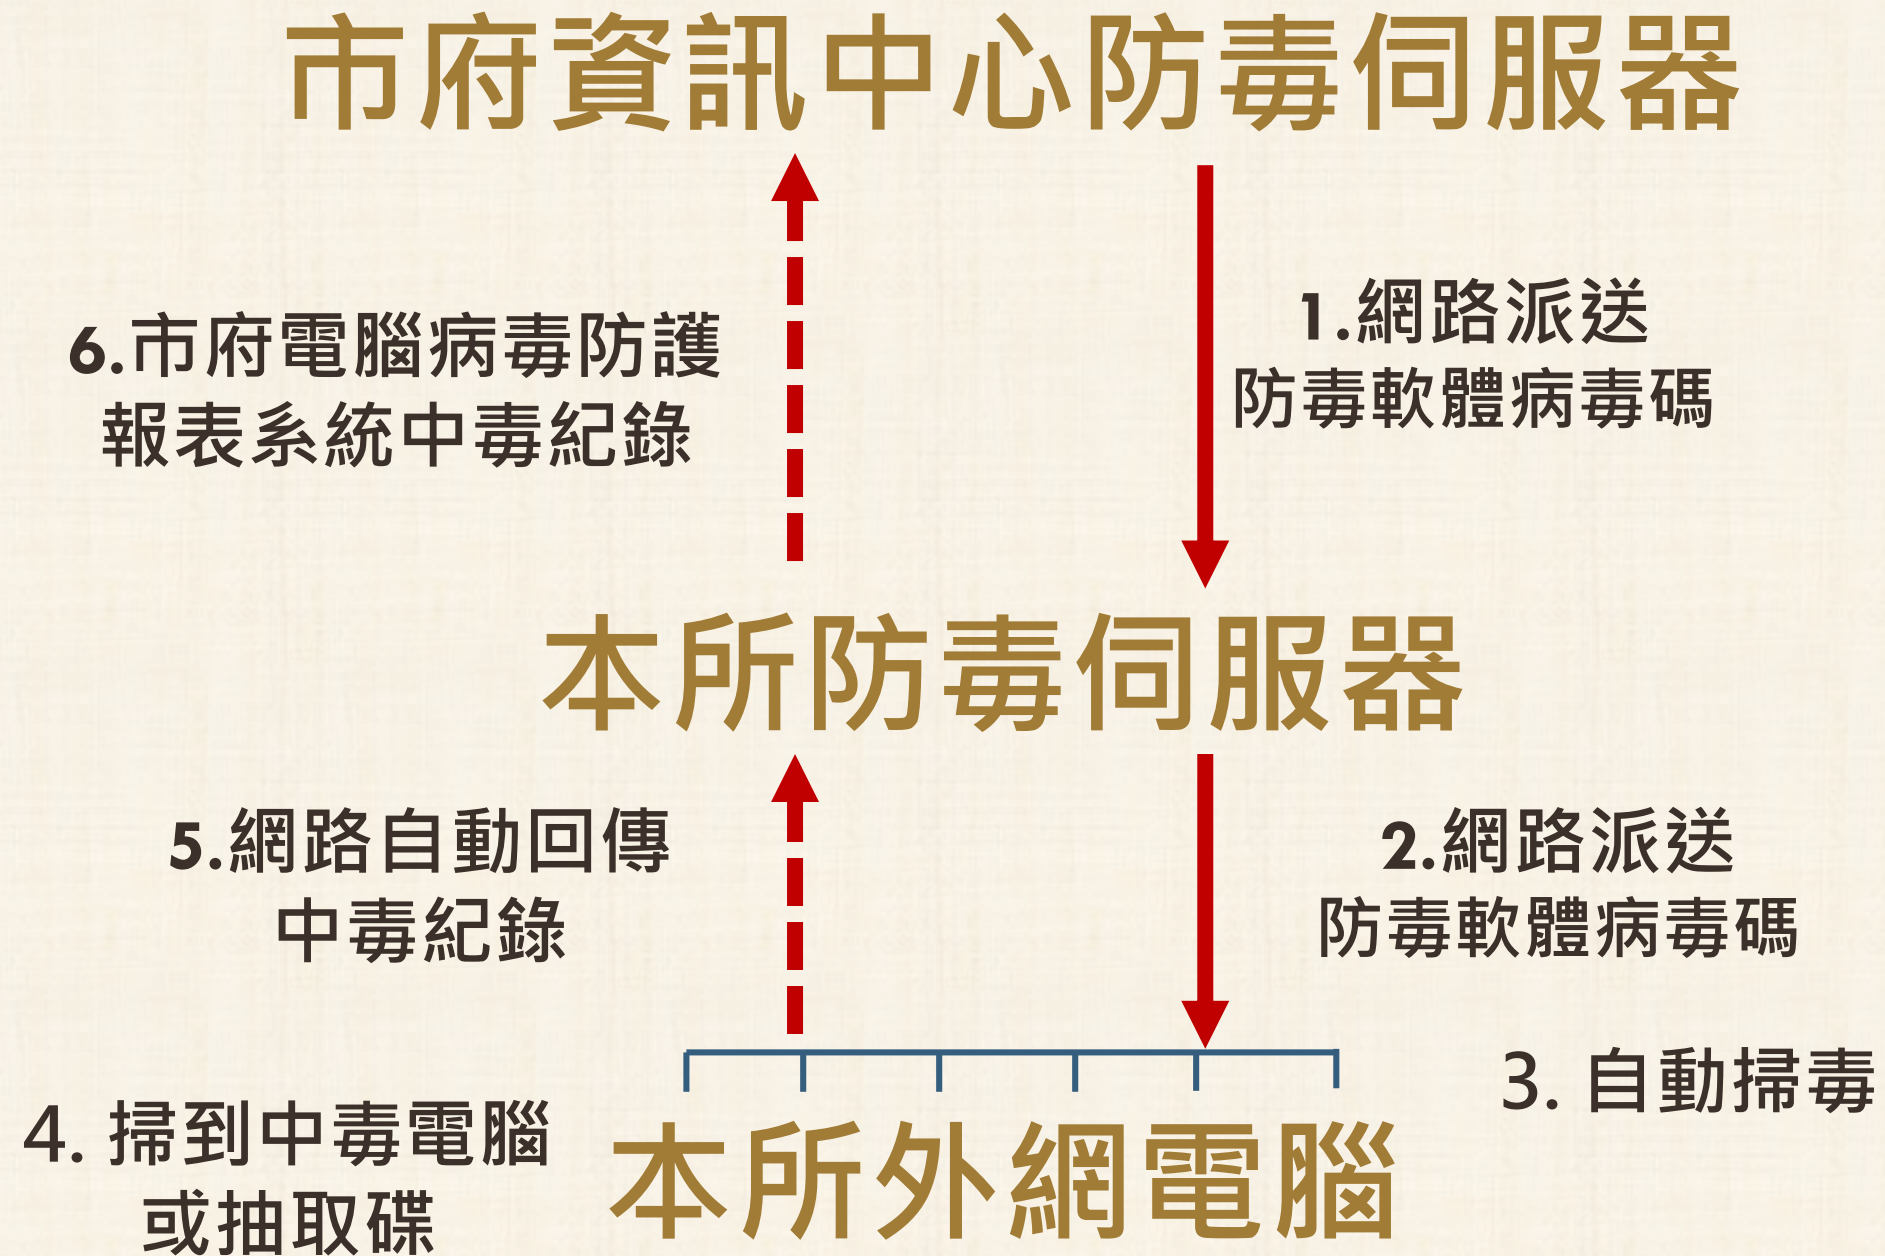 市府資訊中心防毒伺服器
1.網路派送
防毒軟體病毒碼
6.市府電腦病毒防護
報表系統中毒紀錄
本所防毒伺服器
5.網路自動回傳
中毒紀錄
2.網路派送
防毒軟體病毒碼
3. 自動掃毒
4. 掃到中毒電腦
或抽取碟
本所外網電腦